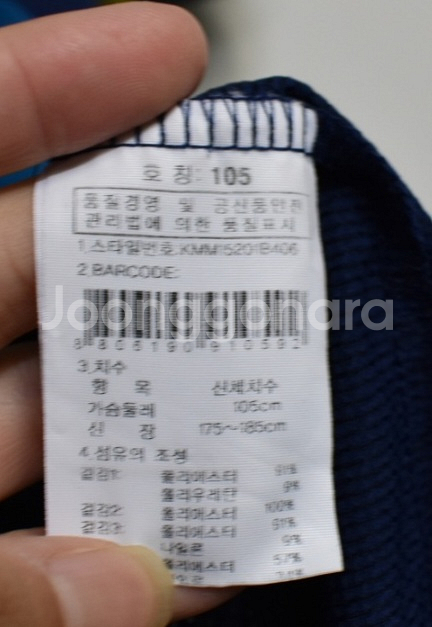 호 칭: 105
품질경영 및 공산품안전
관리법에 의한 품질표시
1.스타일번호:KMM15201B406
2.BARCODE:
Joonggonara
8 806190 910592
3.치수
항 목 신체치수
가슴둘레 105cm
신 장 175~185cm
4.섬유의 조성
겉감1: 폴리에스터 91%
폴리우레탄 9%
겉감2: 폴리에스터 100%
겉감3: 폴리에스터 61%
나일론 9%
폴리에스터 57%